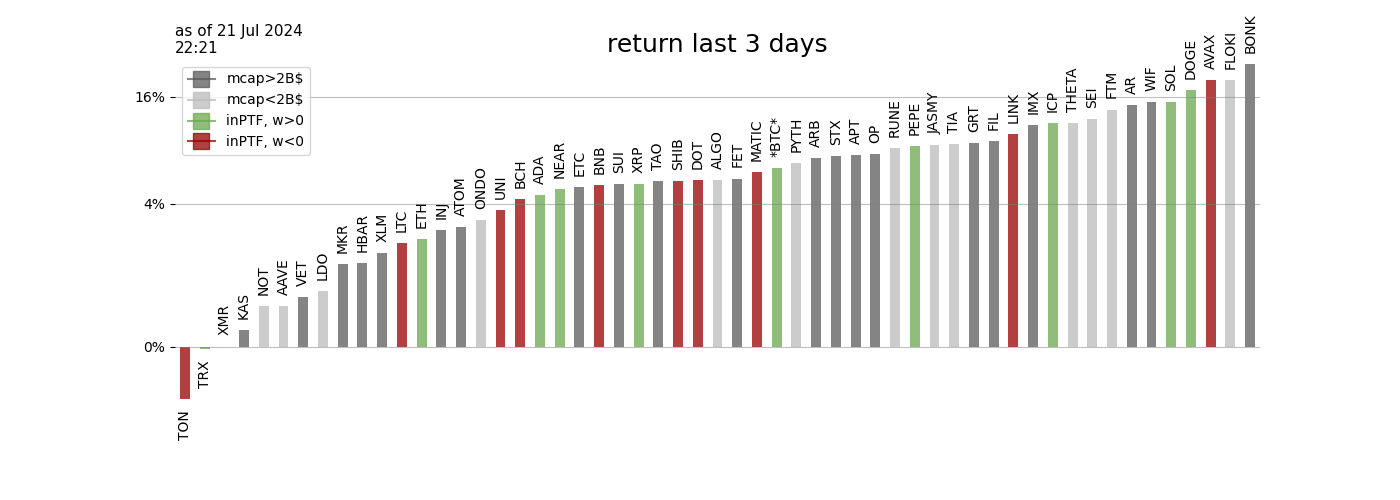 as of 21 Jul 2024
22:21
return last 3 days
mcap>2B$
mcap<2B$
inPTF, w>0
inPTF, w<0
16%
4%
0%
TON
TRX
XMR
KAS
NOT
AAVE
VET
LDO
MKR
HBAR
XLM
LTC
ETH
INJ
ATOM
ONDO
UNI
BCH
ADA
NEAR
ETC
BNB
SUI
XRP
TAO
SHIB
DOT
ALGO
FET
MATIC
*BTC*
PYTH
ARB
STX
APT
OP
RUNE
PEPE
JASMY
TIA
GRT
FIL
LINK
IMX
ICP
THETA
SEI
FTM
AR
WIF
SOL
DOGE
AVAX
FLOKI
BONK